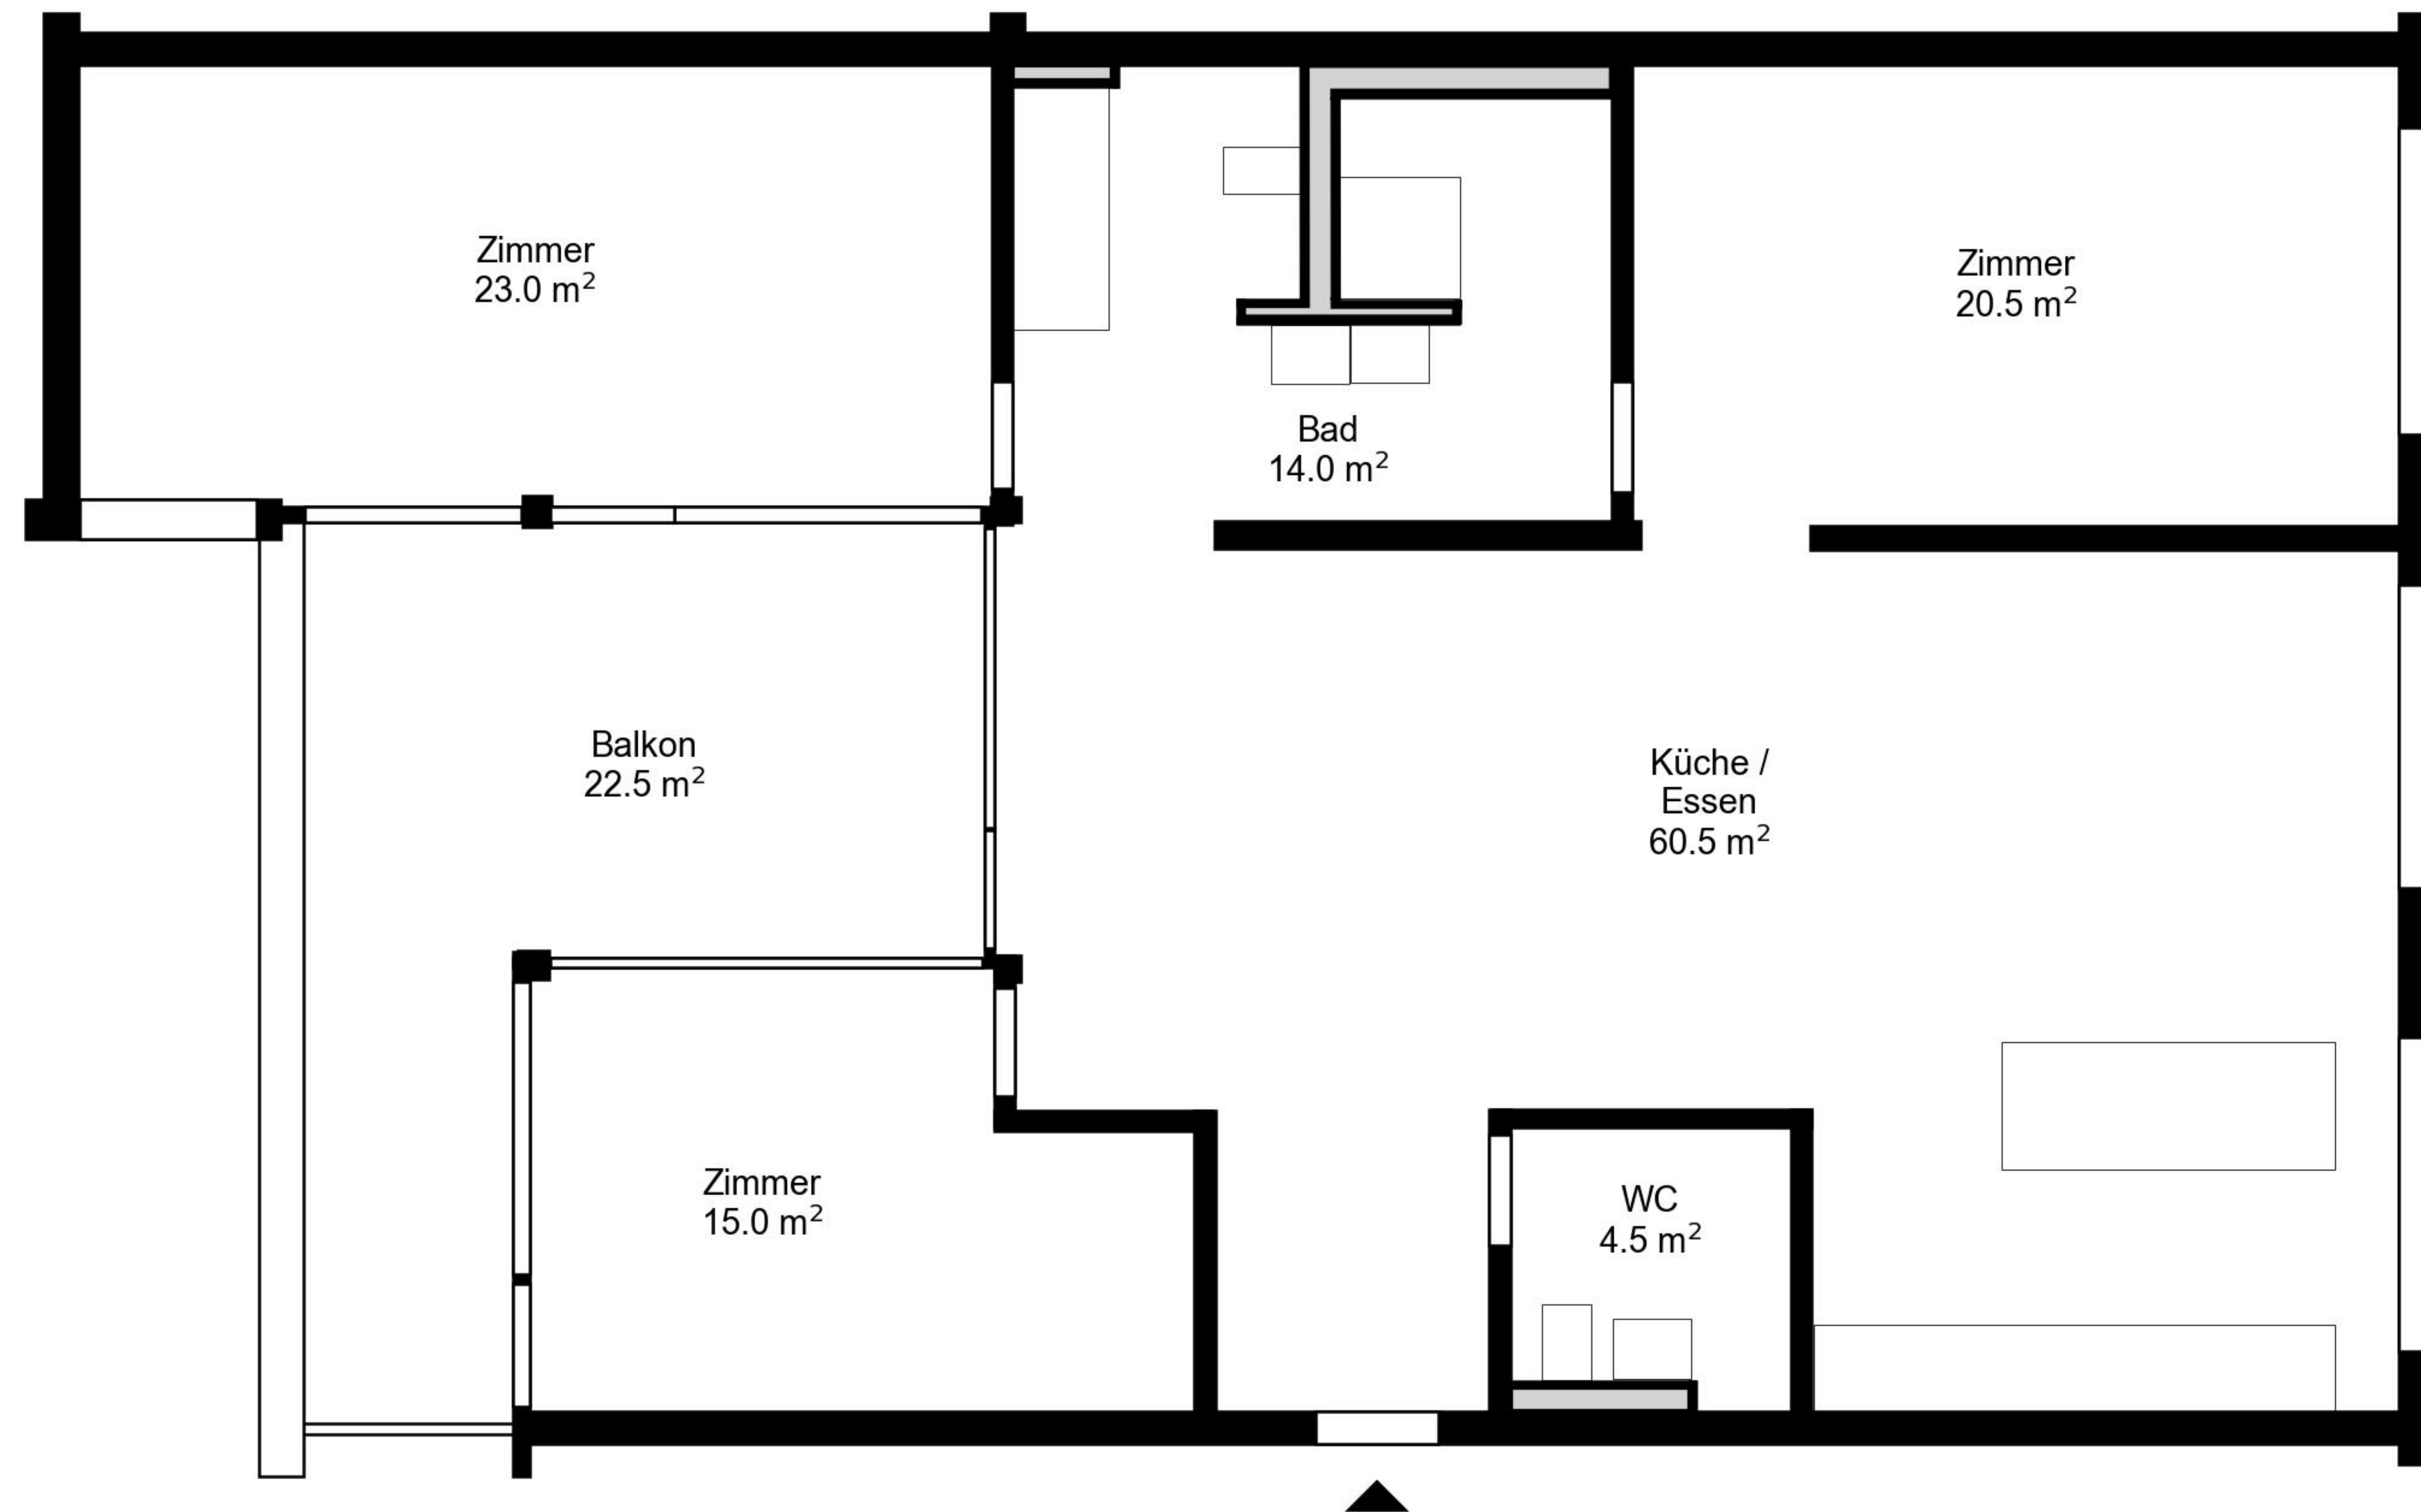 Zimmer
23.0 m²
Zimmer
20.5 m²
Bad
14.0 m²
Balkon
22.5 m²
Küche /
Essen
60.5 m²
Zimmer
15.0 m²
WC
4.5 m²